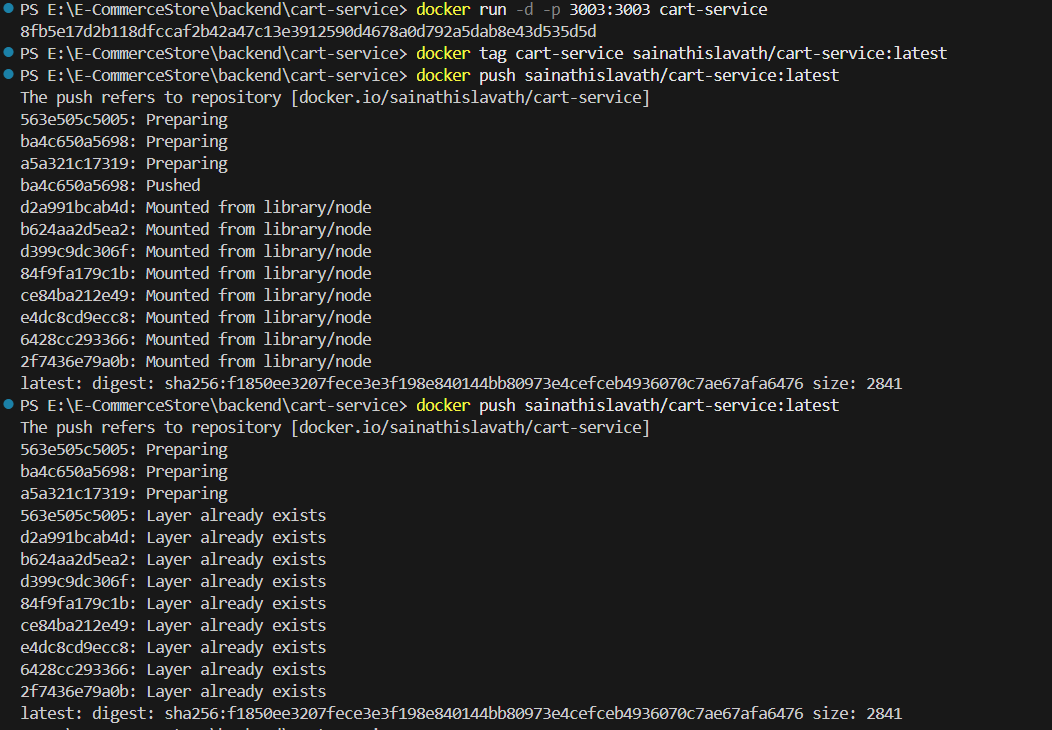 PS E:\E-CommerceStore\backend\cart-service> docker run -d -p 3003:3003 cart-service
8fb5e17d2b118dfccaf2b42a47c13e3912590d4678a0d792a5dab8e43d535d5d
PS E:\E-CommerceStore\backend\cart-service> docker tag cart-service sainathislavath/cart-service:latest
PS E:\E-CommerceStore\backend\cart-service> docker push sainathislavath/cart-service:latest
The push refers to repository [docker.io/sainathislavath/cart-service]
563e505c5005: Preparing
ba4c650a5698: Preparing
a5a321c17319: Preparing
ba4c650a5698: Pushed
d2a991bcab4d: Mounted from library/node
b624aa2d5ea2: Mounted from library/node
d399c9dc306f: Mounted from library/node
84f9fa179c1b: Mounted from library/node
ce84ba212e49: Mounted from library/node
e4dc8cd9ecc8: Mounted from library/node
6428cc293366: Mounted from library/node
2f7436e79a0b: Mounted from library/node
latest: digest: sha256:f1850ee3207fece3e3f198e840144bb80973e4cefceb4936070c7ae67afa6476 size: 2841
PS E:\E-CommerceStore\backend\cart-service> docker push sainathislavath/cart-service:latest
The push refers to repository [docker.io/sainathislavath/cart-service]
563e505c5005: Preparing
ba4c650a5698: Preparing
a5a321c17319: Preparing
563e505c5005: Layer already exists
d2a991bcab4d: Layer already exists
b624aa2d5ea2: Layer already exists
d399c9dc306f: Layer already exists
84f9fa179c1b: Layer already exists
ce84ba212e49: Layer already exists
e4dc8cd9ecc8: Layer already exists
6428cc293366: Layer already exists
2f7436e79a0b: Layer already exists
latest: digest: sha256:f1850ee3207fece3e3f198e840144bb80973e4cefceb4936070c7ae67afa6476 size: 2841